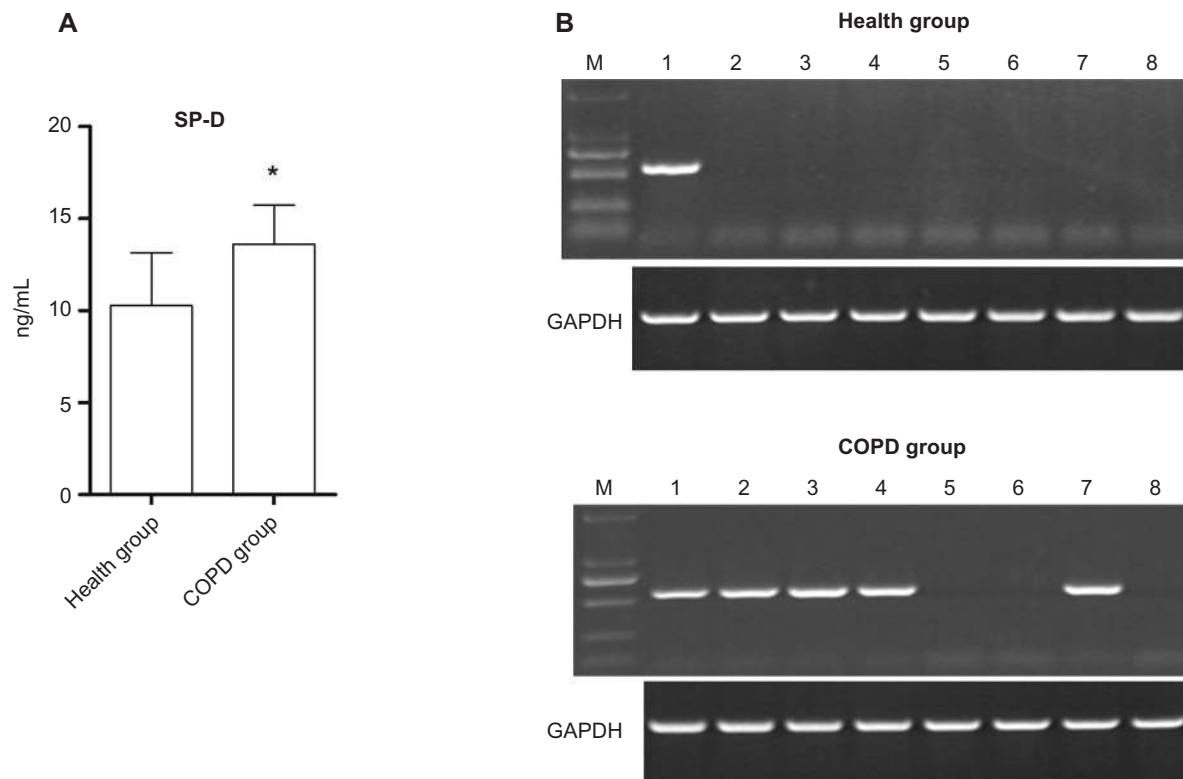 A
SP-D
20
15
10
5
0
ng/mL
*
Health group
COPD group
B
Health group
M 1 2 3 4 5 6 7 8
GAPDH
COPD group
M 1 2 3 4 5 6 7 8
GAPDH